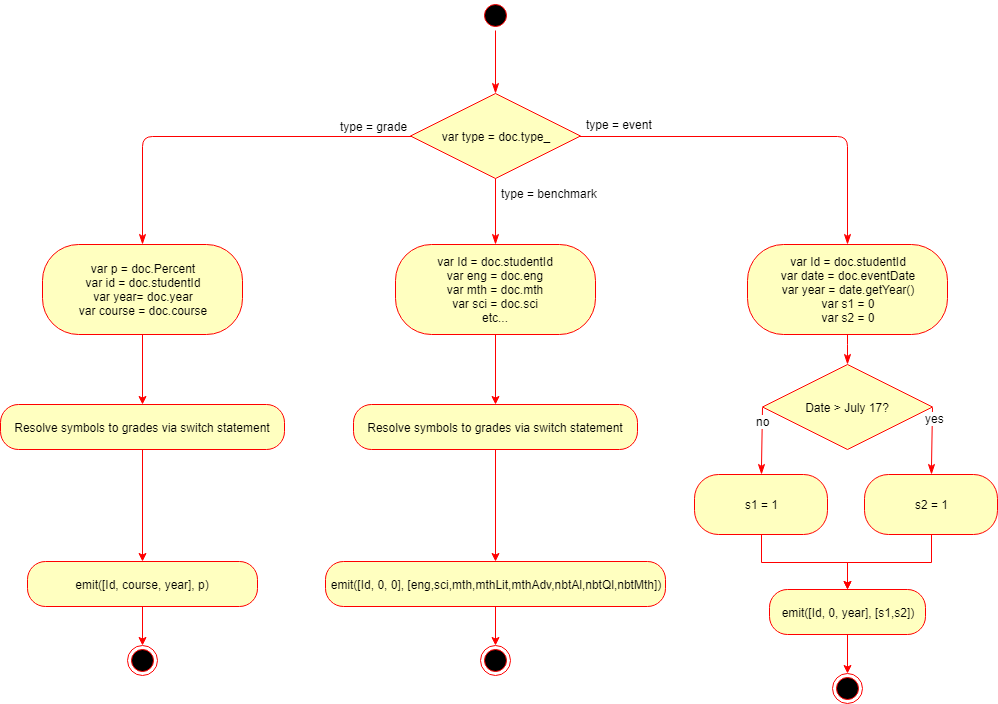 type = grade
var type = doc.type_
type = event
type = benchmark
var p = doc.Percent
var id = doc.studentId
var year= doc.year
var course = doc.course
var Id = doc.studentId
var eng = doc.eng
var mth = doc.mth
var sci = doc.sci
etc...
var Id = doc.studentId
var date = doc.eventDate
var year = date.getYear()
var s1 = 0
var s2 = 0
Resolve symbols to grades via switch statement
Resolve symbols to grades via switch statement
Date > July 17?
no
yes
s1 = 1
s2 = 1
emit([Id, course, year], p)
emit([Id, 0, 0], [eng,sci,mth,mthLit,mthAdv,nbtAl,nbtQl,nbtMth])
emit([Id, 0, year], [s1,s2])